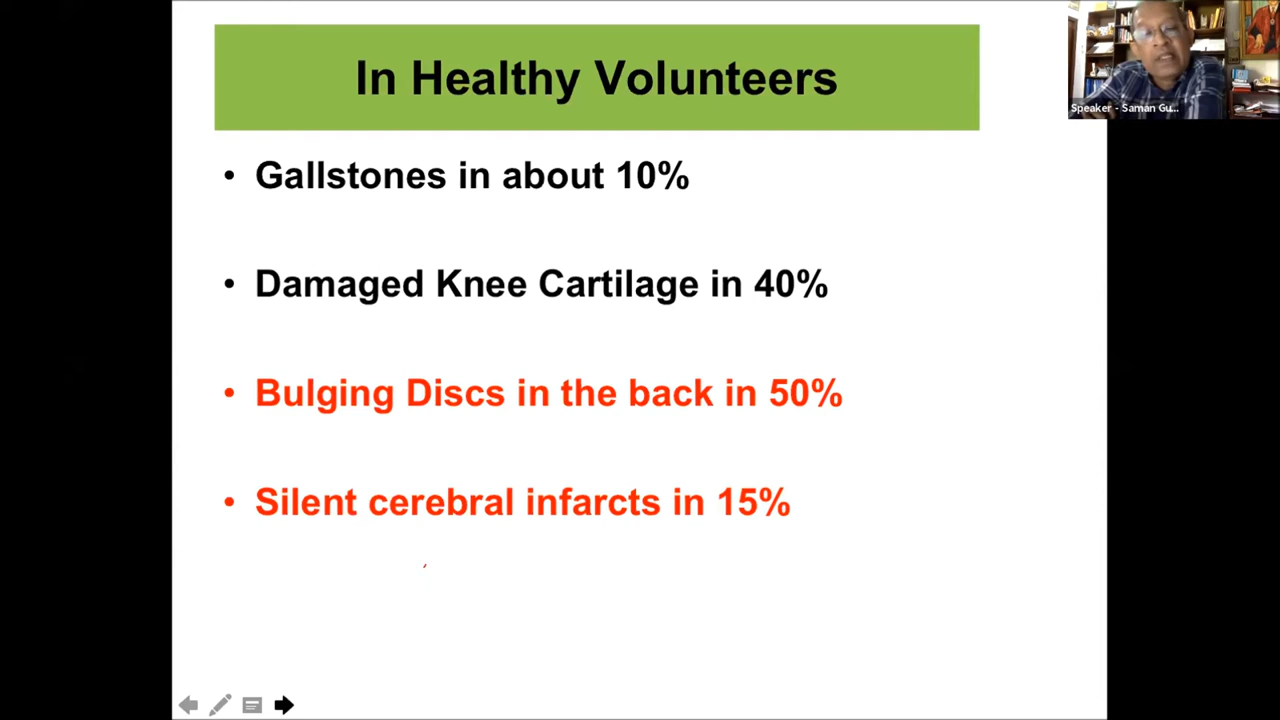 In Healthy Volunteers
Speaker - Saman Gu...
• Gallstones in about 10%
• Damaged Knee Cartilage in 40%
• Bulging Discs in the back in 50%
• Silent cerebral infarcts in 15%